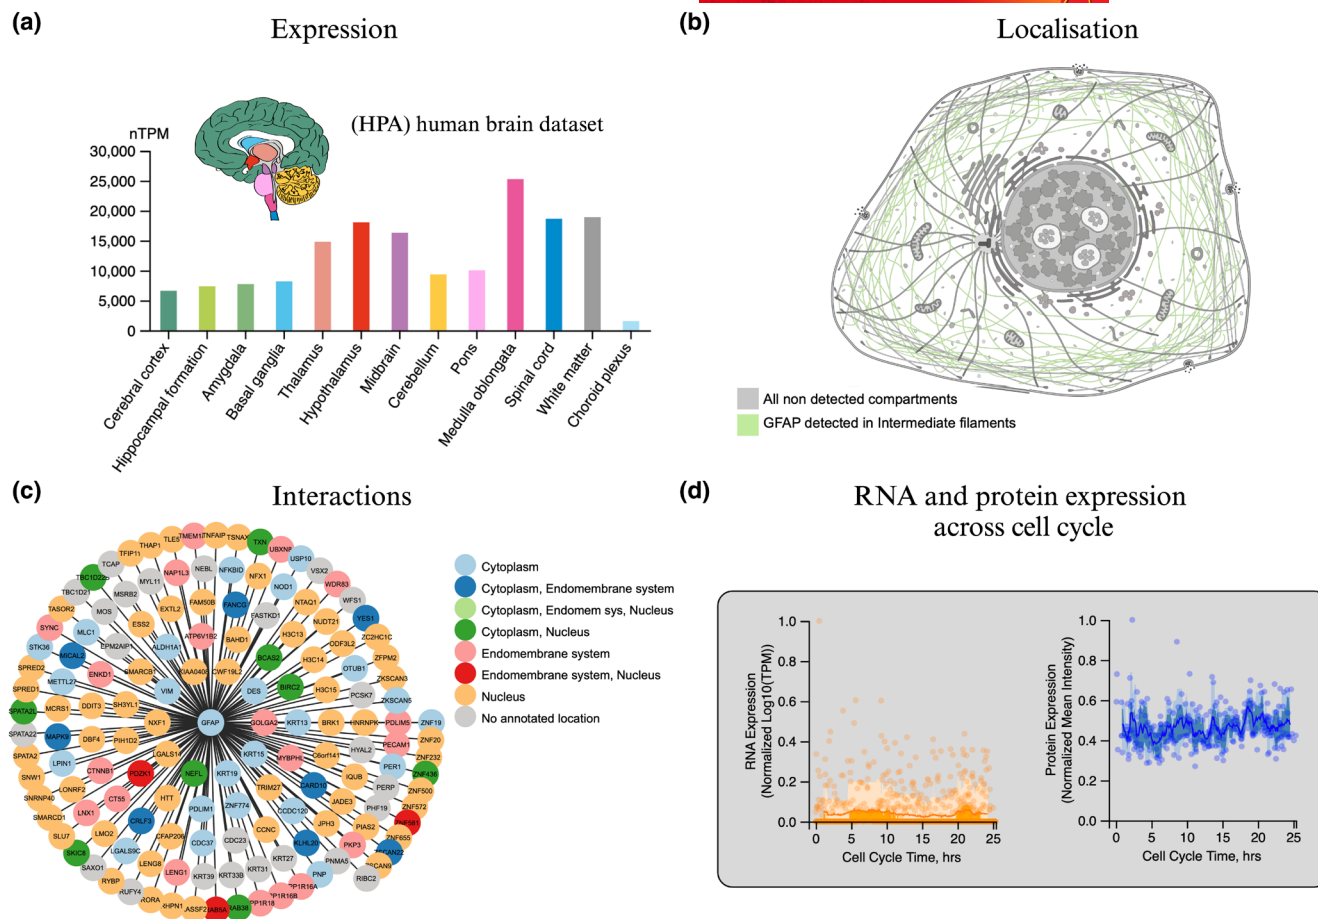 (a)
Expression
(HPA) human brain dataset
nTPM
30,000
25,000
20,000
15,000
10,000
5,000
0
Cerebral cortex
Hippocampal formation
Amygdala
Basal ganglia
Thalamus
Hypothalamus
Midbrain
Cerebellum
Pons
Medulla oblongata
Spinal cord
White matter
Choroid plexus
(b)
Localisation
All non detected compartments
GFAP detected in Intermediate filaments
(c)
Interactions
Cytoplasm
Cytoplasm, Endomembrane system
Cytoplasm, Endomem sys, Nucleus
Cytoplasm, Nucleus
Endomembrane system
Endomembrane system, Nucleus
Nucleus
No annotated location
TFIP11
THAP1
TLE5
TSNAX
TXN
UBXN8
USP10
VSX2
WDR83
WFS1
YES1
ZC2HC1C
ZFPM2
ZKSCAN3
ZKSCAN5
ZNF19
ZNF20
ZNF232
ZNF436
ZNF500
ZNF572
ZNF655
TCAP
TBC1D21
TASOR2
SYNC
STK36
SPRED2
SPRED1
SPATA22
SPATA2
SNW1
SNRNP40
SMARCD1
SLU7
SKIC8
SAXO1
RYBP
RUFY4
RIBC2
PNMA5
PNP
PKP3
PIAS2
PHF19
PERP
PER1
PECAM1
PDLIM5
PCSK7
OTUB1
ODF3L2
NUDT21
NTAQ1
NOD1
NFX1
NFKBID
NEBL
NAP1L3
MYL11
MSRB2
MOS
MLC1
MICAL2
METTL27
MCRS1
MAPK9
LPIN1
LONRF2
LNX1
LMO2
LGALS9C
LENG8
LENG1
KRT39
KRT33B
KRT31
KRT27
KLHL20
JPH3
JADE3
IQUB
HYAL2
HNRNPK
H3C15
H3C14
H3C13
FASTKD1
FANCG
FAM50B
EXTL2
ESS2
EPM2AIP1
ENKD1
DDIT3
DBF4
CTNNB1
CT55
CRLF3
CFAP206
CDC37
CDC23
CCNC
CCDC120
CARD10
C6orf141
BRK1
BIRC2
BCAS2
BAHD1
ATP6V1B2
ALDH1A1
SMARCB1
SH3YL1
PIH1D2
PDZK1
HTT
PDLIM1
ZNF774
TRIM27
KRT13
KIAA0408
CWF19L2
VIM
DES
NXF1
GFAP
GOLGA2
LGALS14
NEFL
KRT19
KRT15
(d)
RNA and protein expression
across cell cycle
RNA Expression
(Normalized Log10(TPM))
1.0
0.8
0.6
0.4
0.2
0.0
0
5
10
15
20
25
Cell Cycle Time, hrs
Protein Expression
(Normalized Mean Intensity)
1.0
0.8
0.6
0.4
0.2
0.0
0
5
10
15
20
25
Cell Cycle Time, hrs